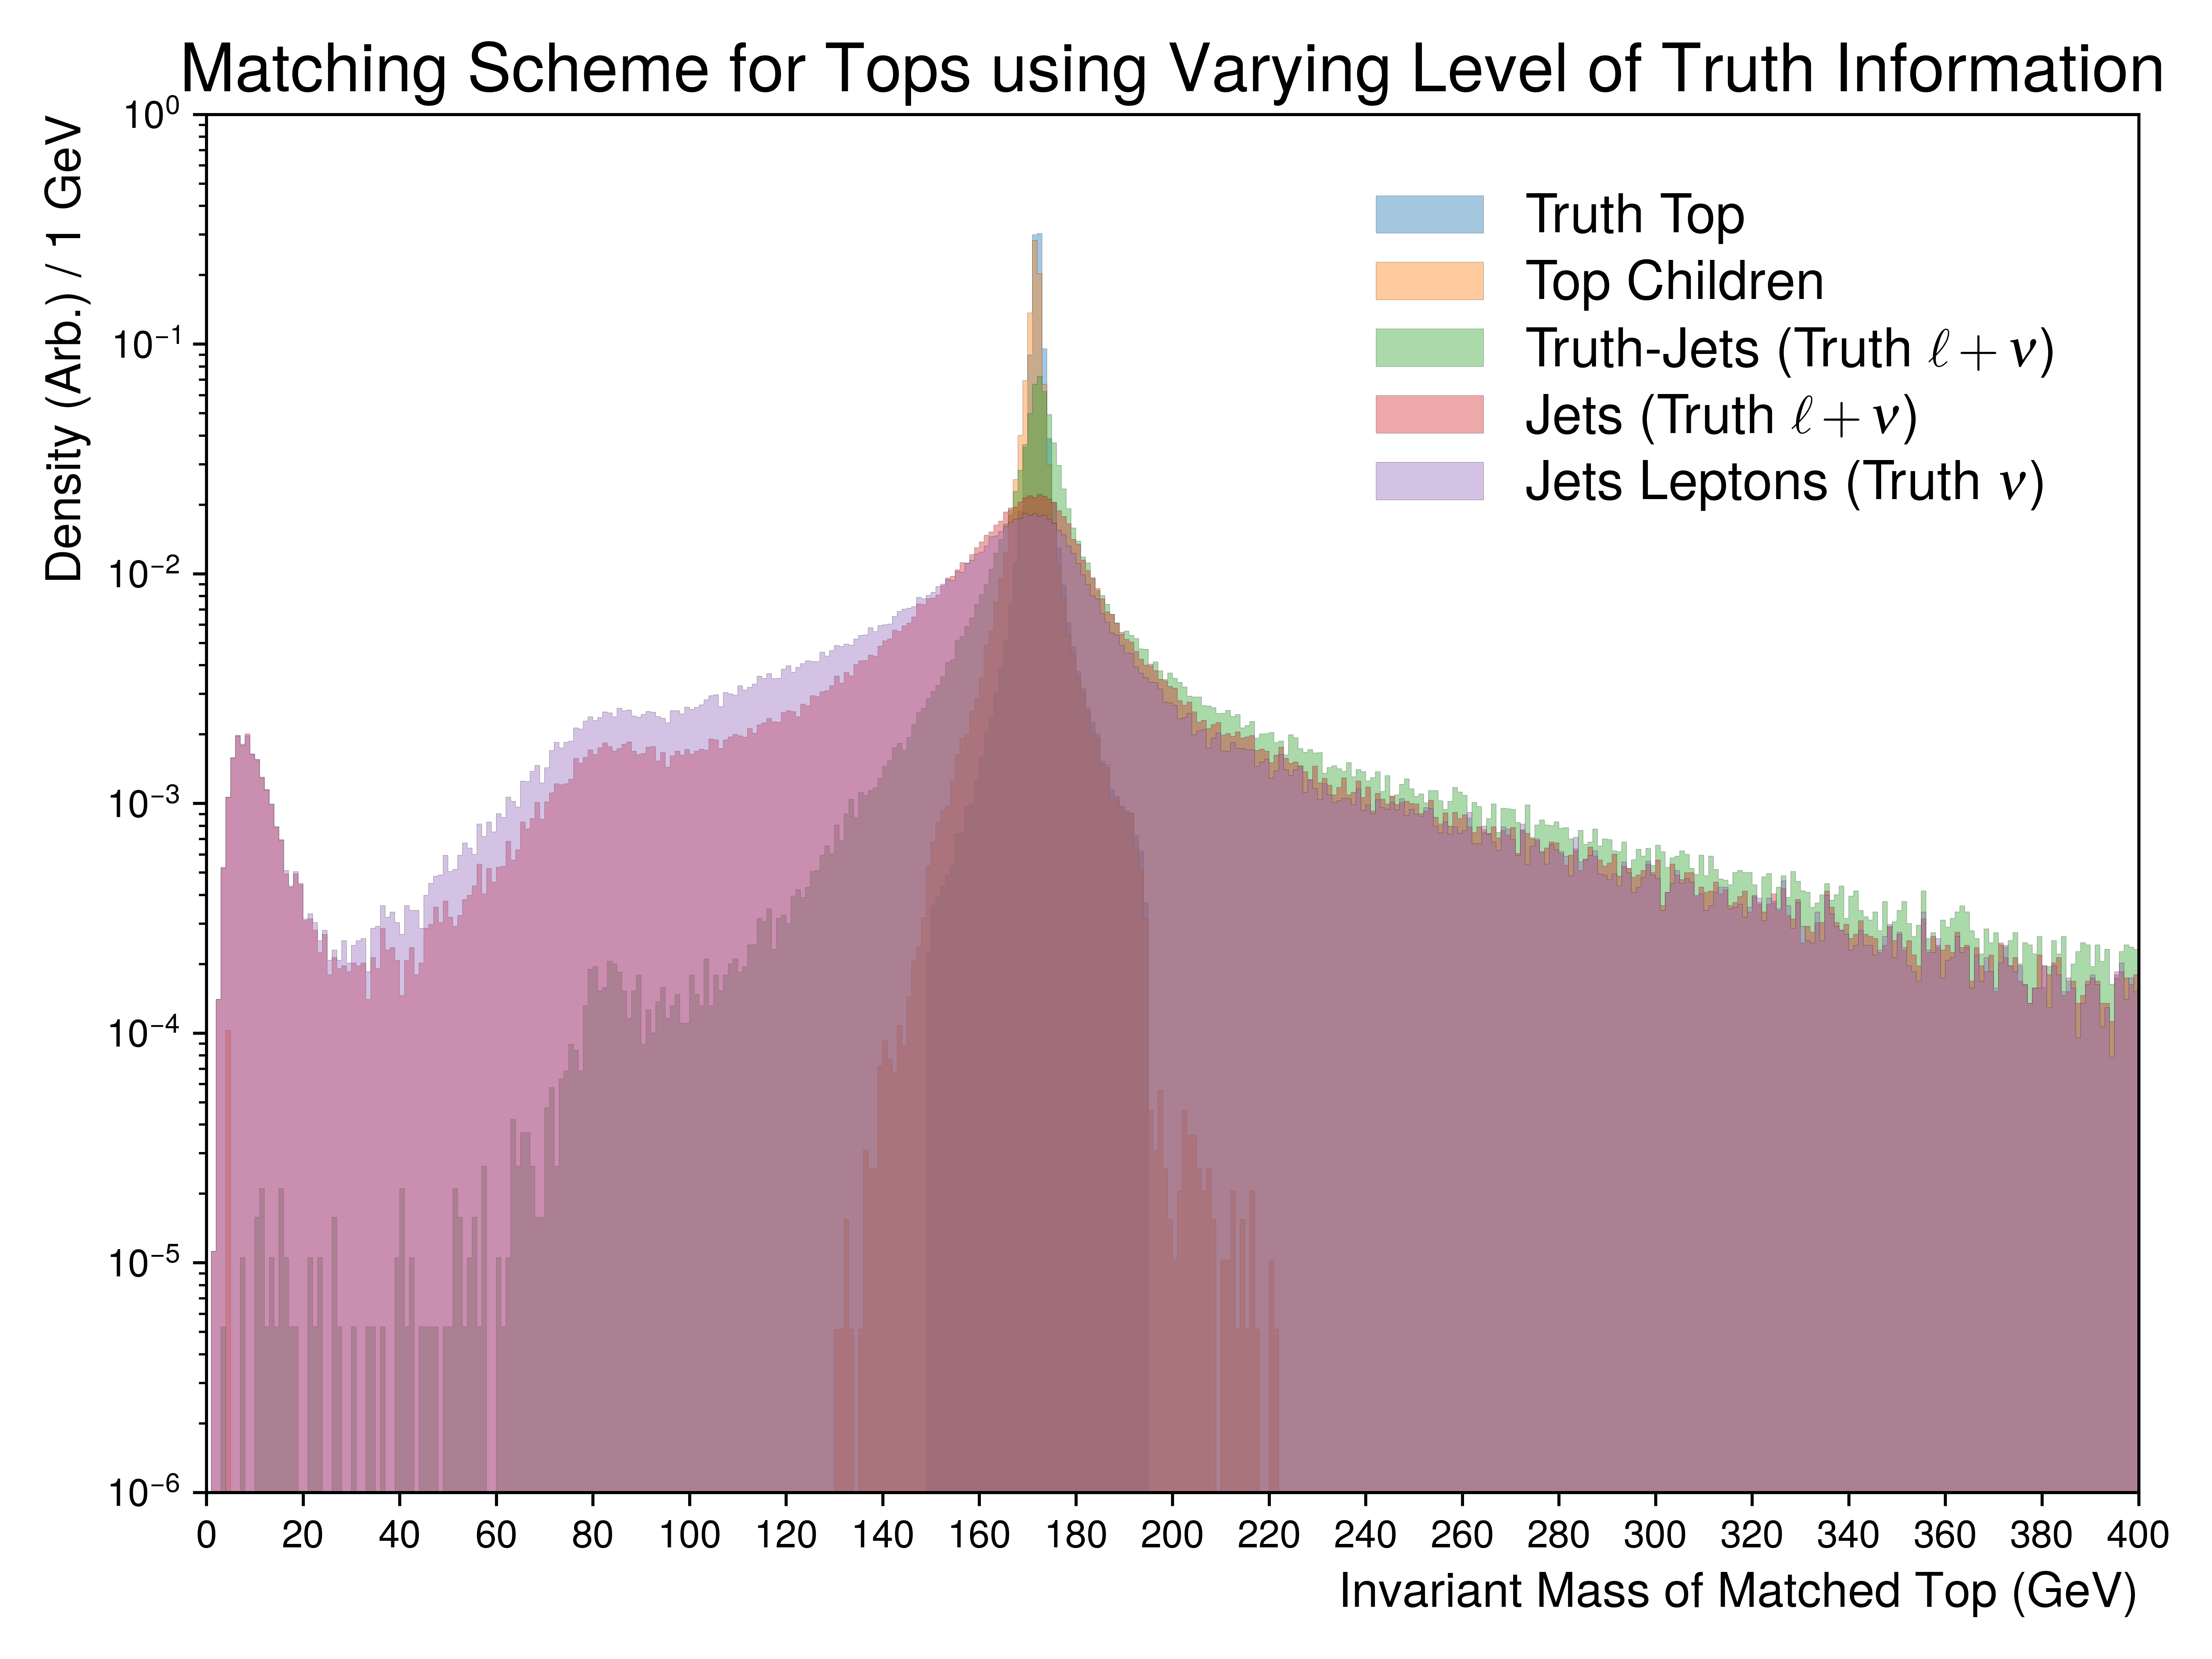 Matching Scheme for Tops using Varying Level of Truth Information
Density (Arb.) / 1 GeV
10⁰
10⁻¹
10⁻²
10⁻³
10⁻⁴
10⁻⁵
10⁻⁶
Truth Top
Top Children
Truth-Jets (Truth ℓ + ν)
Jets (Truth ℓ + ν)
Jets Leptons (Truth ν)
0 20 40 60 80 100 120 140 160 180 200 220 240 260 280 300 320 340 360 380 400
Invariant Mass of Matched Top (GeV)